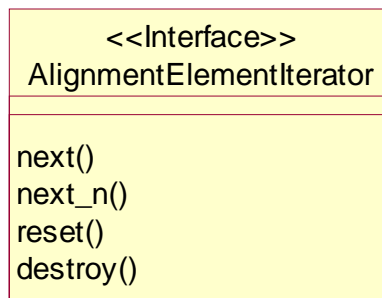 <<Interface>>
AlignmentElementIterator
next()
next_n()
reset()
destroy()